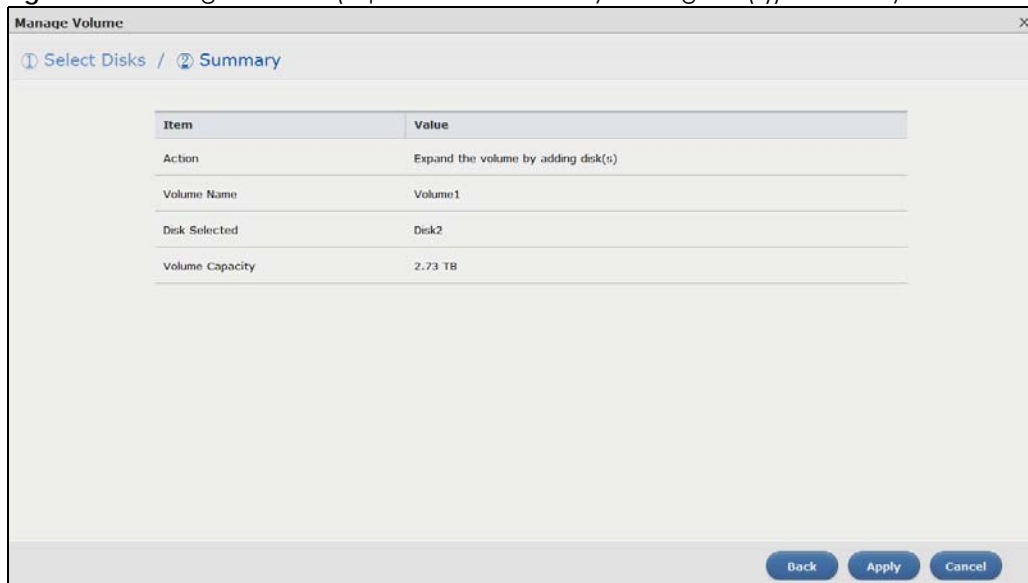 Manage Volume X
① Select Disks / ② Summary
Item Value
Action Expand the volume by adding disk(s)
Volume Name Volume1
Disk Selected Disk2
Volume Capacity 2.73 TB
Back Apply Cancel